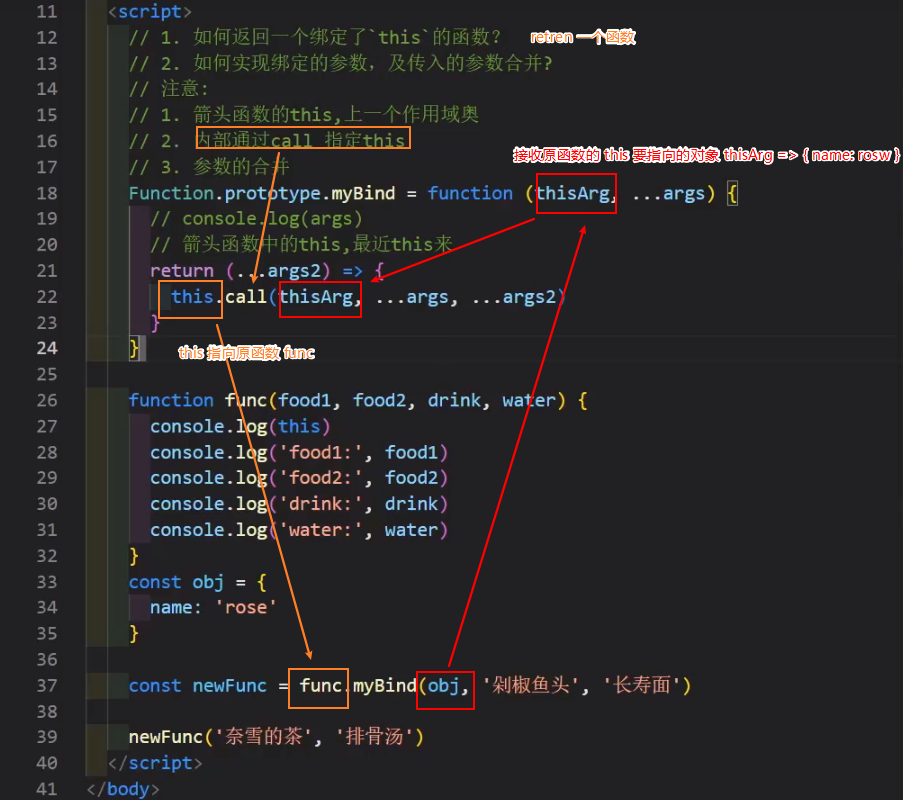 11 <script>
12 // 1. 如何返回一个绑定了`this`的函数? retren 一个函数
13 // 2. 如何实现绑定的参数，及传入的参数合并?
14 // 注意:
15 // 1. 箭头函数的this,上一个作用域奥
16 // 2. 内部通过call 指定this
接收原函数的 this 要指向的对象 thisArg => { name: rosw }
17 // 3. 参数的合并
18 Function.prototype.myBind = function (thisArg, ...args) {
19 // console.log(args)
20 // 箭头函数中的this,最近this来
21 return (...args2) => {
22 this.call(thisArg, ...args, ...args2)
23 }
24 }
this 指向原函数 func
25
26 function func(food1, food2, drink, water) {
27 console.log(this)
28 console.log('food1:', food1)
29 console.log('food2:', food2)
30 console.log('drink:', drink)
31 console.log('water:', water)
32 }
33 const obj = {
34 name: 'rose'
35 }
36
37 const newFunc = func.myBind(obj, '剁椒鱼头', '长寿面')
38
39 newFunc('奈雪的茶', '排骨汤')
40 </script>
41 </body>